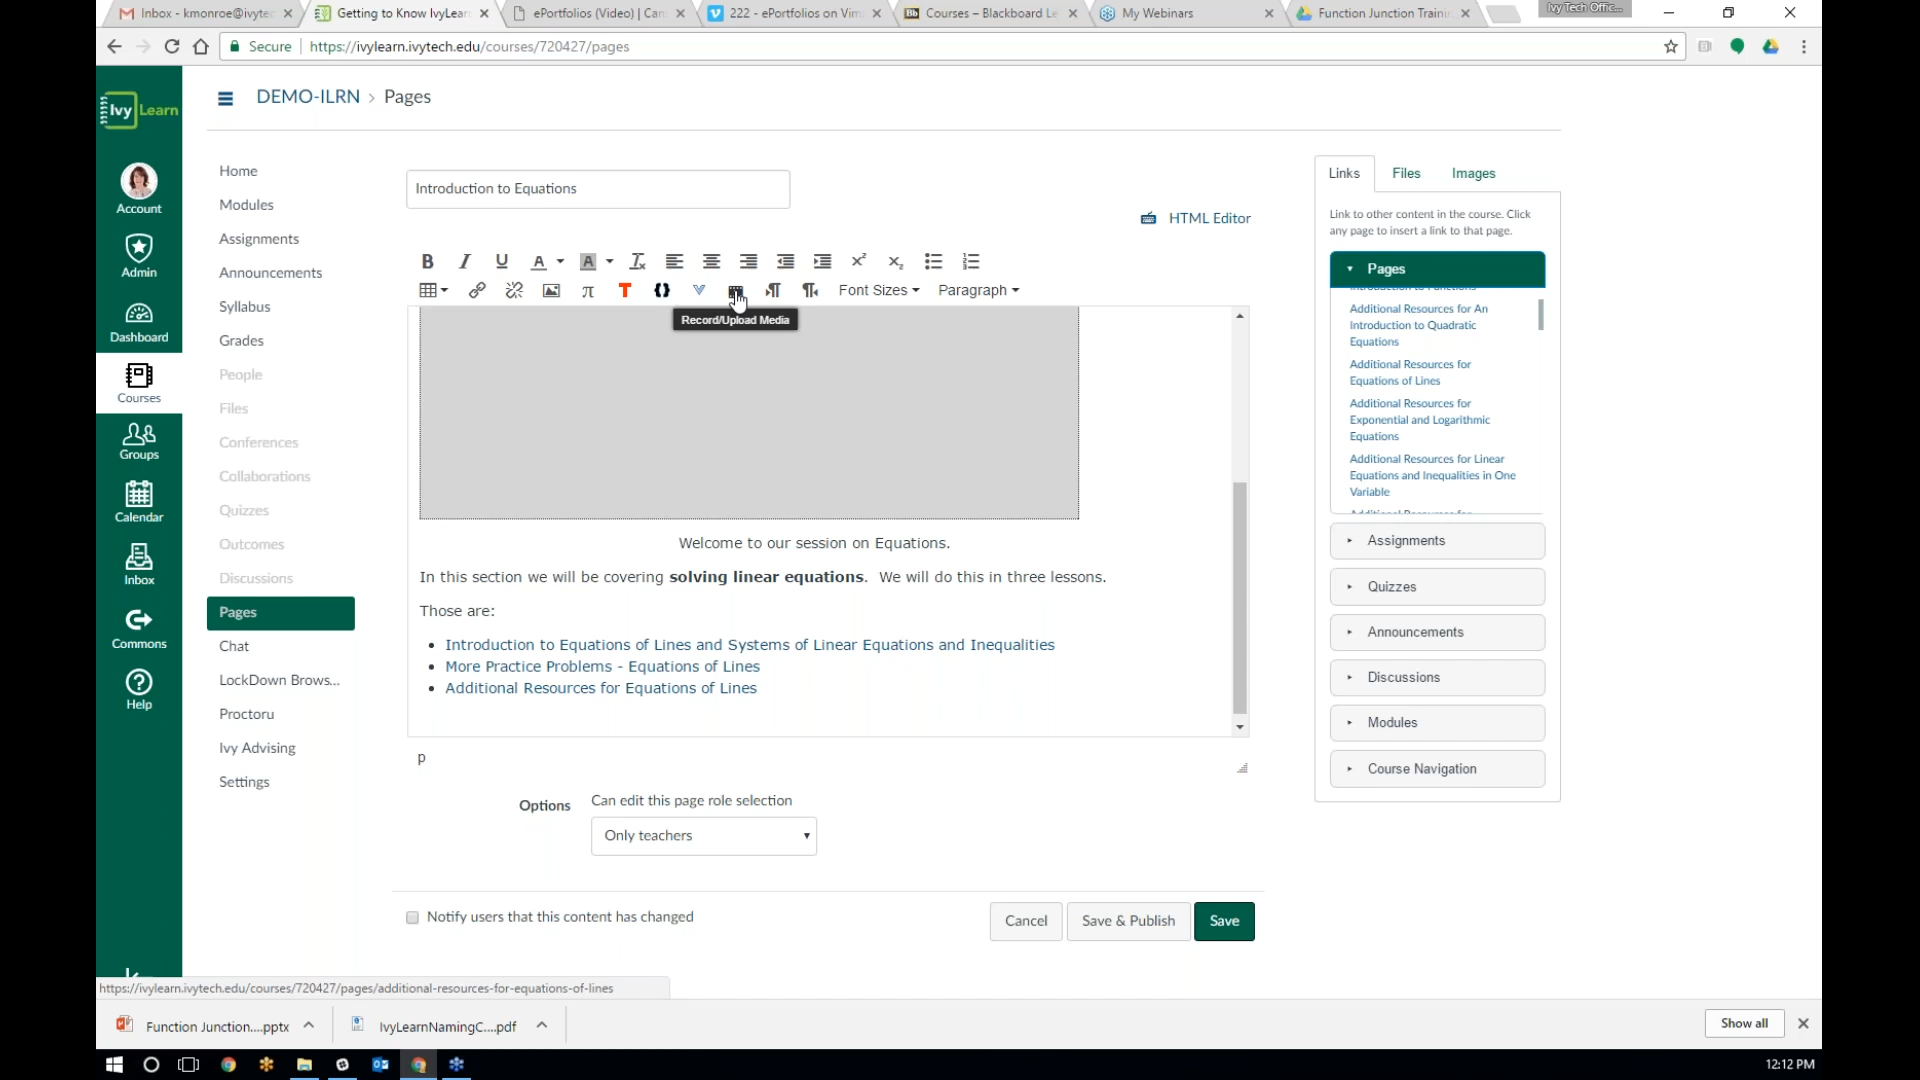 Inbox - kmonroe@ivytec
Getting to Know IvyLearn
ePortfolios (Video) | Can
222 - ePortfolios on Vim
Courses – Blackboard Le
My Webinars
Function Junction Traini
Ivy Tech Offic...
Secure
https://ivylearn.ivytech.edu/courses/720427/pages
Ivy Learn
DEMO-ILRN > Pages
Account
Admin
Dashboard
Courses
Groups
Calendar
Inbox
Commons
Help
Home
Modules
Assignments
Announcements
Syllabus
Grades
People
Files
Conferences
Collaborations
Quizzes
Outcomes
Discussions
Pages
Chat
LockDown Brows...
Proctoru
Ivy Advising
Settings
Introduction to Equations
HTML Editor
Font Sizes
Paragraph
Record/Upload Media
Welcome to our session on Equations.
In this section we will be covering solving linear equations. We will do this in three lessons.
Those are:
Introduction to Equations of Lines and Systems of Linear Equations and Inequalities
More Practice Problems - Equations of Lines
Additional Resources for Equations of Lines
p
Options
Can edit this page role selection
Only teachers
Notify users that this content has changed
Cancel
Save & Publish
Save
Links
Files
Images
Link to other content in the course. Click
any page to insert a link to that page.
Pages
Introduction to Functions
Additional Resources for An
Introduction to Quadratic
Equations
Additional Resources for
Equations of Lines
Additional Resources for
Exponential and Logarithmic
Equations
Additional Resources for Linear
Equations and Inequalities in One
Variable
Additional Resources for
Assignments
Quizzes
Announcements
Discussions
Modules
Course Navigation
https://ivylearn.ivytech.edu/courses/720427/pages/additional-resources-for-equations-of-lines
Function Junction....pptx
IvyLearnNamingC....pdf
Show all
12:12 PM